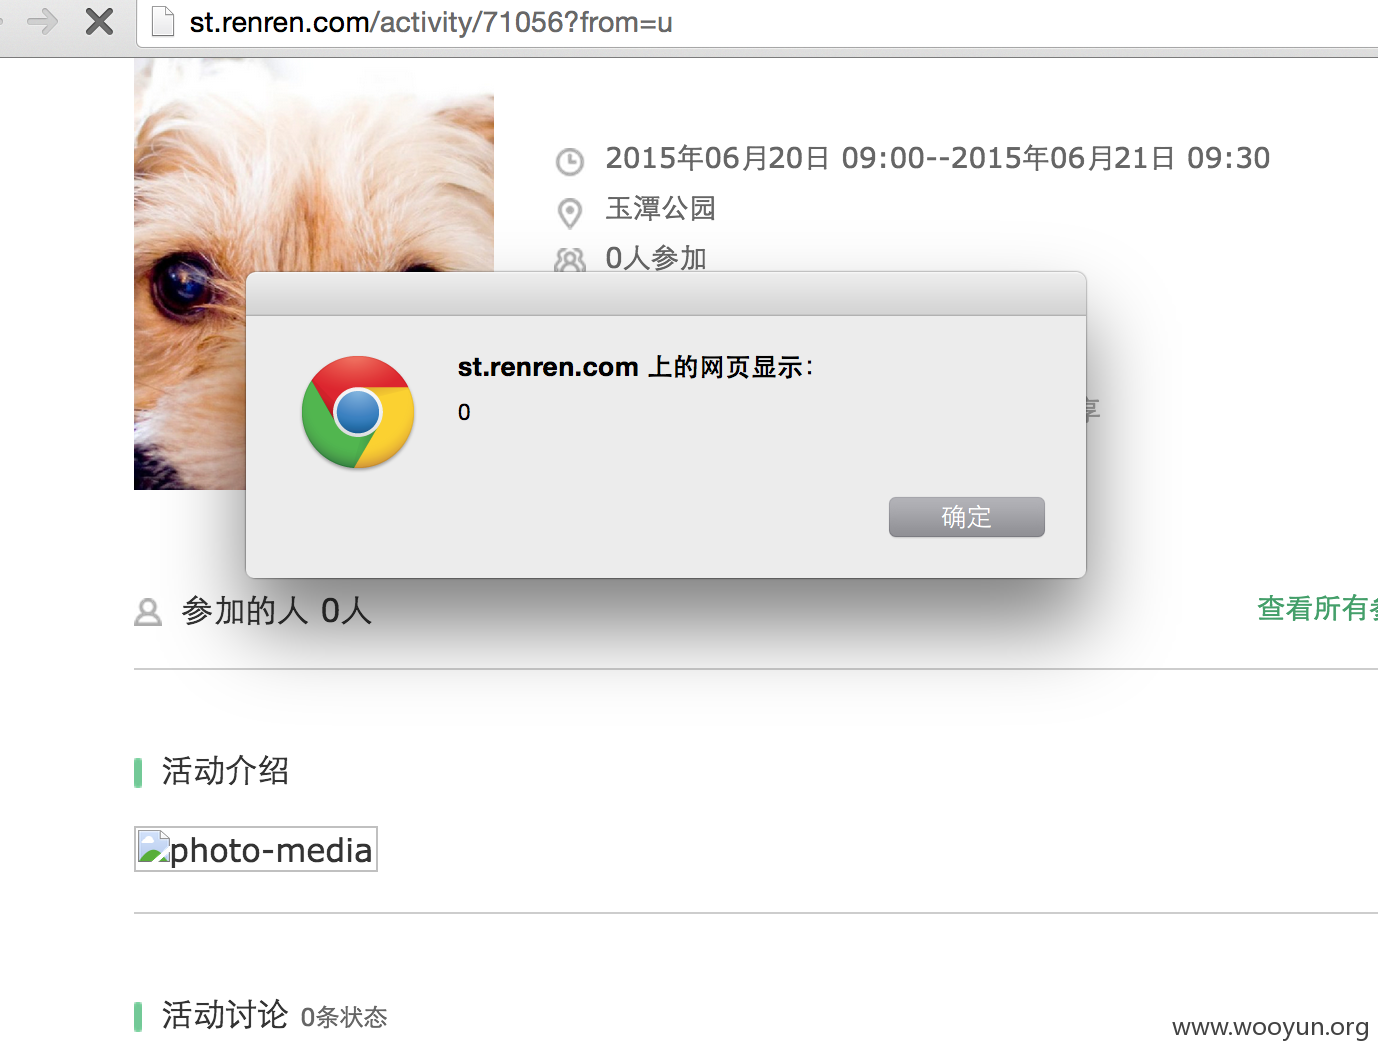 st.renren.com/activity/71056?from=u
2015年06月20日 09:00--2015年06月21日 09:30
玉潭公园
0人参加
st.renren.com 上的网页显示：
0
享
确定
参加的人 0人
查看所有参
活动介绍
photo-media
活动讨论 0条状态
www.wooyun.org